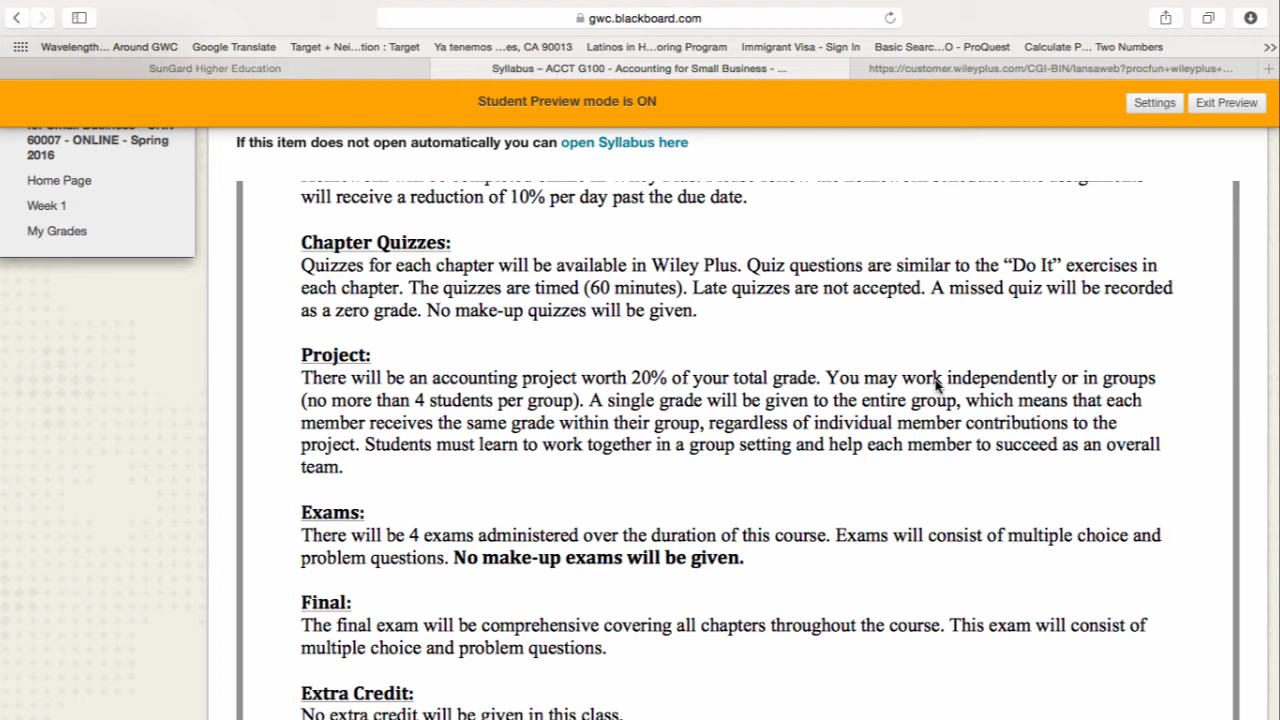 gwc.blackboard.com
Wavelength... Around GWC
Google Translate
Target + Nei...tion : Target
Ya tenemos ...es, CA 90013
Latinos in H...oring Program
Immigrant Visa - Sign In
Basic Searc...O - ProQuest
Calculate P... Two Numbers
>>
SunGard Higher Education
Syllabus – ACCT G100 - Accounting for Small Business - ...
https://customer.wileyplus.com/CGI-BIN/lansaweb?procfun+wileyplus+...
+
Student Preview mode is ON
Settings
Exit Preview
60007 - ONLINE - Spring
2016
Home Page
Week 1
My Grades
If this item does not open automatically you can open Syllabus here
will receive a reduction of 10% per day past the due date.
Chapter Quizzes:
Quizzes for each chapter will be available in Wiley Plus. Quiz questions are similar to the “Do It” exercises in
each chapter. The quizzes are timed (60 minutes). Late quizzes are not accepted. A missed quiz will be recorded
as a zero grade. No make-up quizzes will be given.
Project:
There will be an accounting project worth 20% of your total grade. You may work independently or in groups
(no more than 4 students per group). A single grade will be given to the entire group, which means that each
member receives the same grade within their group, regardless of individual member contributions to the
project. Students must learn to work together in a group setting and help each member to succeed as an overall
team.
Exams:
There will be 4 exams administered over the duration of this course. Exams will consist of multiple choice and
problem questions. No make-up exams will be given.
Final:
The final exam will be comprehensive covering all chapters throughout the course. This exam will consist of
multiple choice and problem questions.
Extra Credit:
No extra credit will be given in this class.